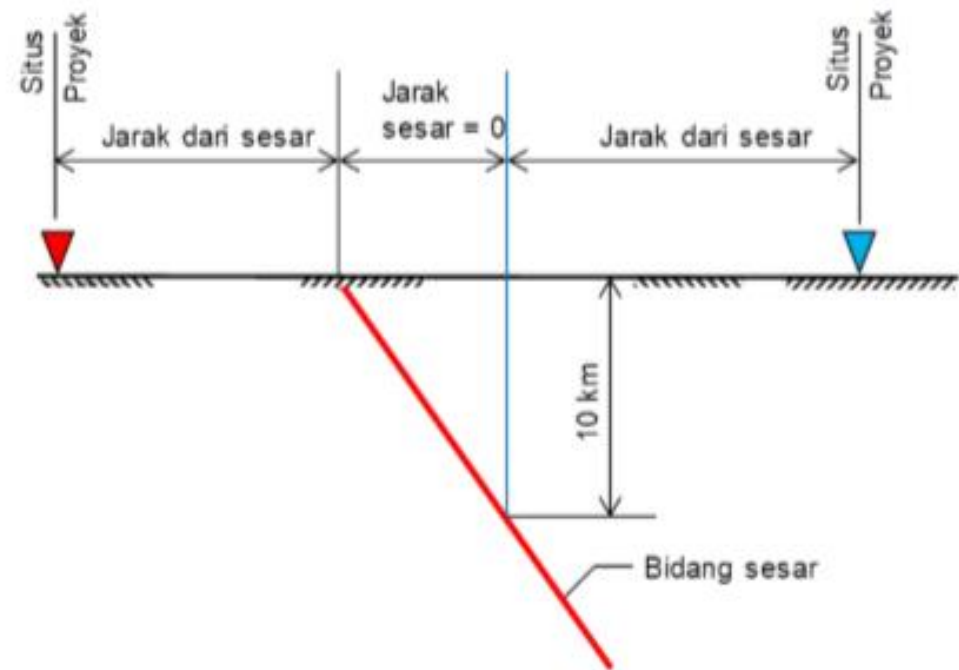 Situs
Proyek
Jarak dari sesar
Jarak
sesar = 0
Jarak dari sesar
Situs
Proyek
10 km
Bidang sesar